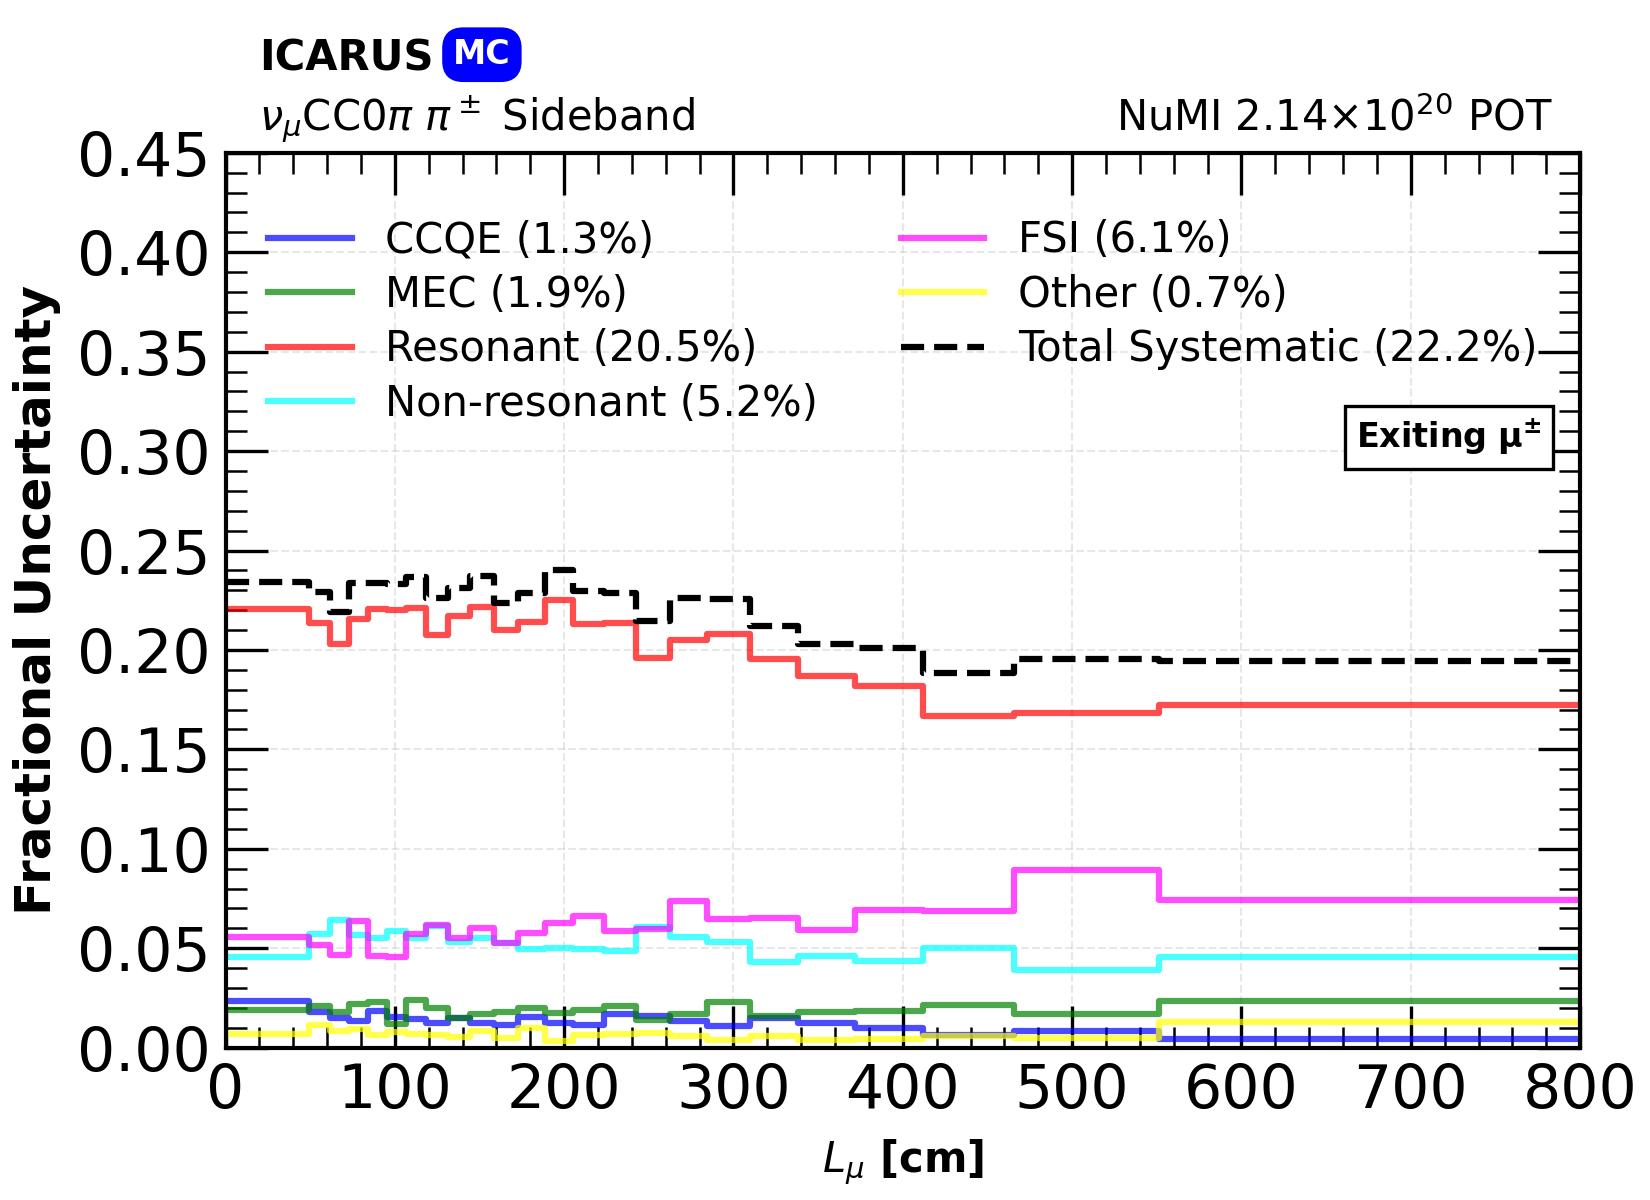 ICARUS MC
νμCC0π π± Sideband
NuMI 2.14×10²⁰ POT
0.45
0.40
0.35
0.30
0.25
0.20
0.15
0.10
0.05
0.00
Fractional Uncertainty
CCQE (1.3%)
MEC (1.9%)
Resonant (20.5%)
Non-resonant (5.2%)
FSI (6.1%)
Other (0.7%)
Total Systematic (22.2%)
Exiting μ±
0 100 200 300 400 500 600 700 800
Lμ [cm]